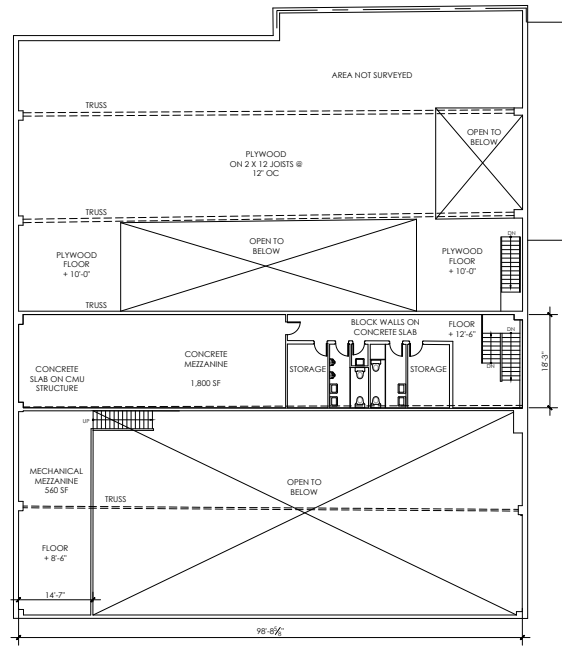 AREA NOT SURVEYED
TRUSS
OPEN TO
BELOW
PLYWOOD
ON 2 X 12 JOISTS @
12" OC
TRUSS
DN
OPEN TO
BELOW
PLYWOOD
FLOOR
+ 10'-0"
PLYWOOD
FLOOR
+ 10'-0"
TRUSS
BLOCK WALLS ON
CONCRETE SLAB
FLOOR
+ 12'-6"
DN
CONCRETE
MEZZANINE
1,800 SF
CONCRETE
SLAB ON CMU
STRUCTURE
STORAGE
STORAGE
DN
18'-3"
UP
MECHANICAL
MEZZANINE
560 SF
OPEN TO
BELOW
TRUSS
FLOOR
+ 8'-6"
14'-7"
98'-8⅝"